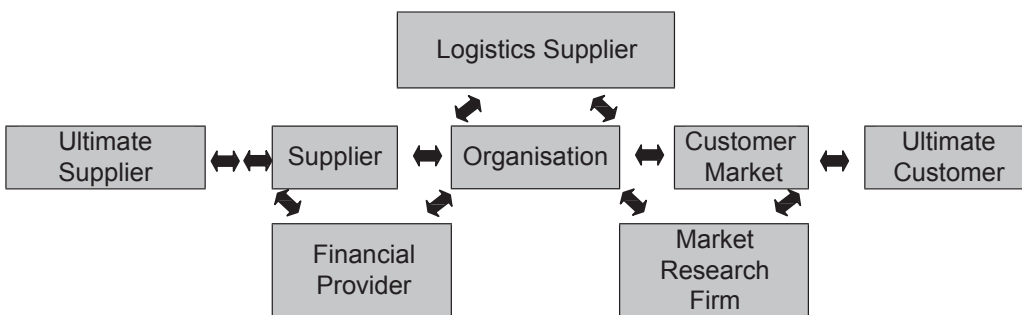 Logistics Supplier
Ultimate
Supplier
Supplier
Organisation
Customer
Market
Ultimate
Customer
Financial
Provider
Market
Research
Firm